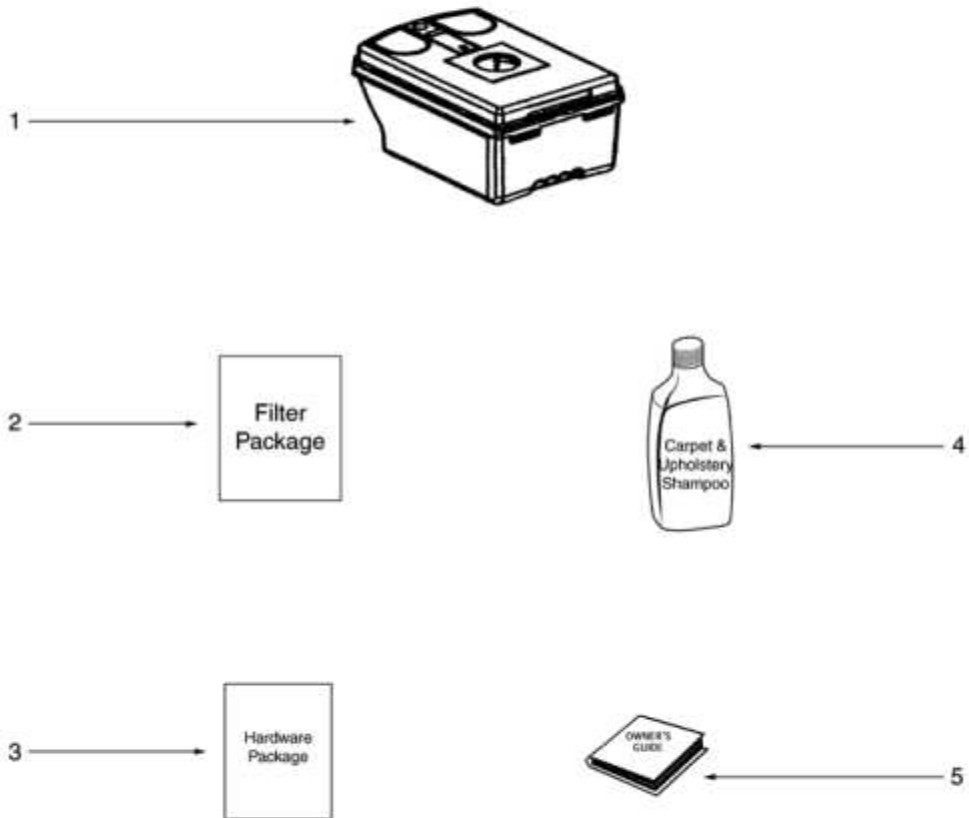 1
2
Filter
Package
Carpet &
Upholstery
Shampoo
4
3
Hardware
Package
OWNER'S
GUIDE
5